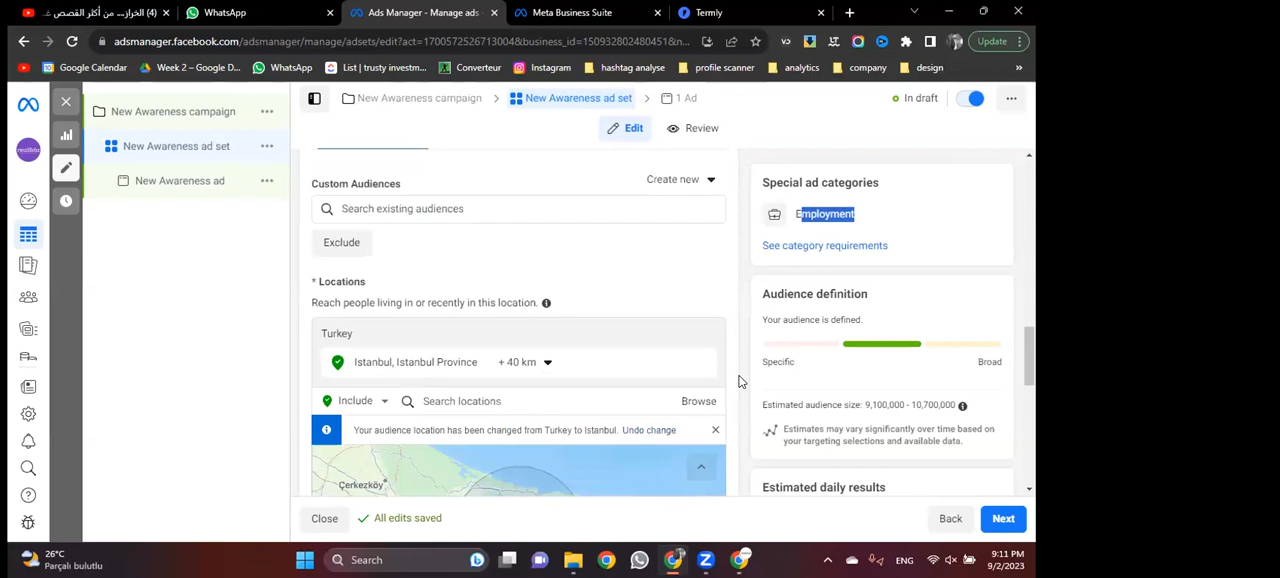 (4) الخراز... من أكثر القصص غ
WhatsApp
Ads Manager - Manage ads
Meta Business Suite
Termly
adsmanager.facebook.com/adsmanager/manage/adsets/edit?act=1700572526713004&business_id=150932802480451&n...
Update
Google Calendar
Week 2 – Google D...
WhatsApp
List | trusty investm...
Converteur
Instagram
hashtag analyse
profile scanner
analytics
company
design
»
New Awareness campaign
New Awareness ad set
New Awareness ad
New Awareness campaign
New Awareness ad set
1 Ad
In draft
Edit
Review
Custom Audiences
Create new
Search existing audiences
Exclude
* Locations
Reach people living in or recently in this location.
Turkey
Istanbul, Istanbul Province + 40 km
Include
Search locations
Browse
Your audience location has been changed from Turkey to Istanbul. Undo change
Çerkezköy
Special ad categories
Employment
See category requirements
Audience definition
Your audience is defined.
Specific
Broad
Estimated audience size: 9,100,000 - 10,700,000
Estimates may vary significantly over time based on
your targeting selections and available data.
Estimated daily results
Close
All edits saved
Back
Next
26°C
Parçalı bulutlu
Search
ENG
9:11 PM
9/2/2023